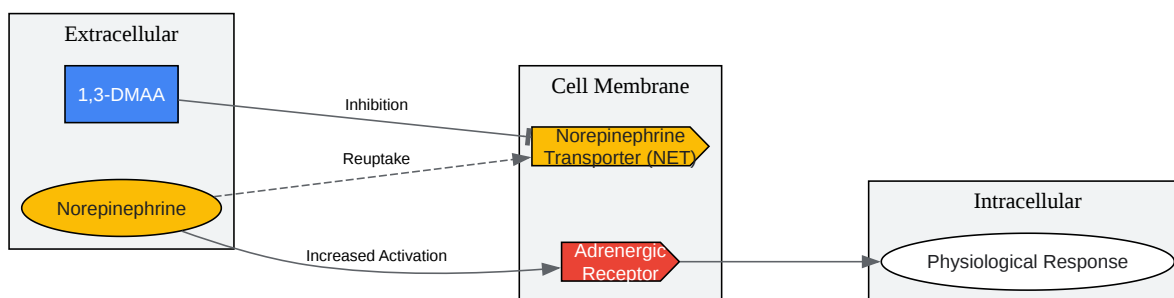 Extracellular
1,3-DMAA
Norepinephrine
Inhibition
Reuptake
Increased Activation
Cell Membrane
Norepinephrine
Transporter (NET)
Adrenergic
Receptor
Intracellular
Physiological Response